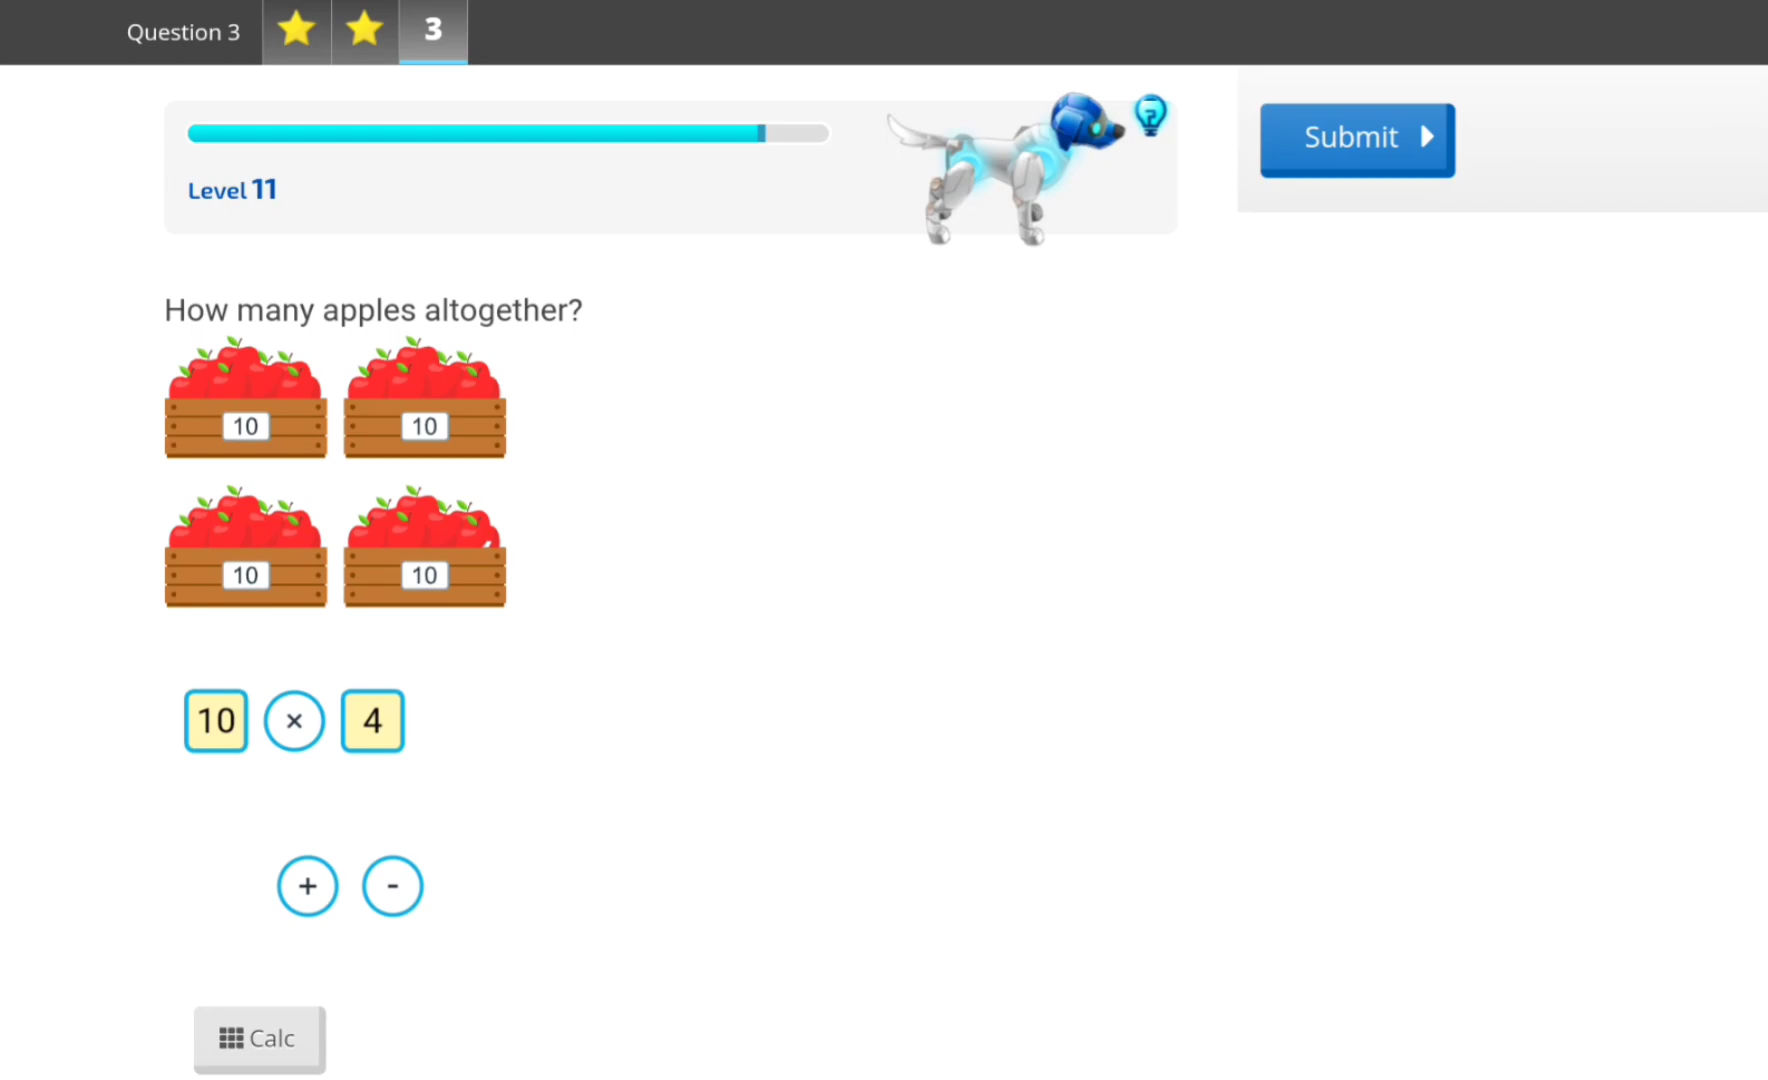 Question 3 3
Submit
Level 11
How many apples altogether?
10 10
10 10
10 × 4
+ -
Calc